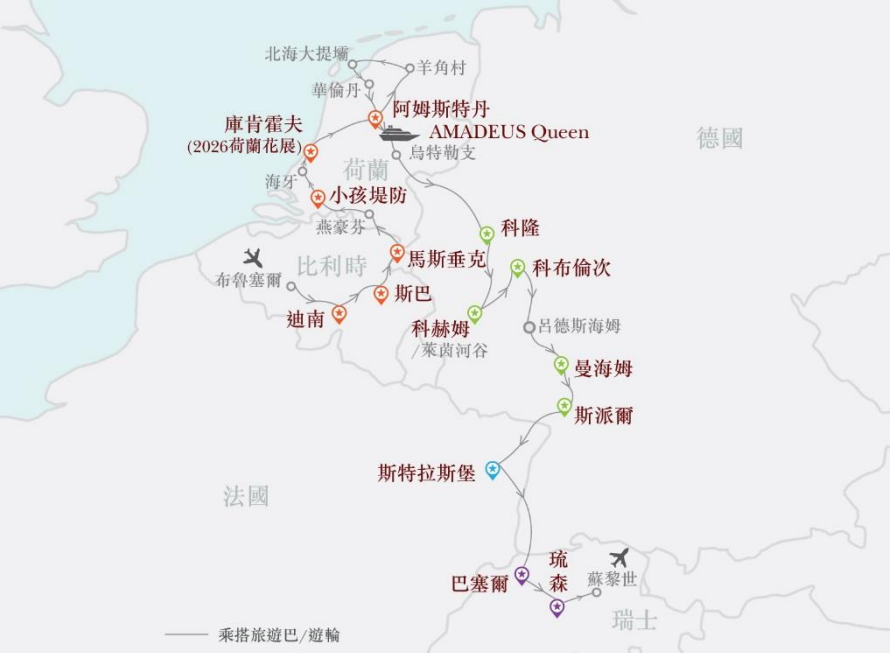 北海大提壩
羊角村
華倫丹
阿姆斯特丹
AMADEUS Queen
庫肯霍夫
(2026荷蘭花展)
烏特勒支
德國
荷蘭
海牙
小孩堤防
燕豪芬
科隆
馬斯垂克
比利時
布魯塞爾
斯巴
科布倫次
迪南
科赫姆
/萊茵河谷
呂德斯海姆
曼海姆
斯派爾
斯特拉斯堡
法國
琉
森
巴塞爾
蘇黎世
瑞士
乘搭旅遊巴/遊輪